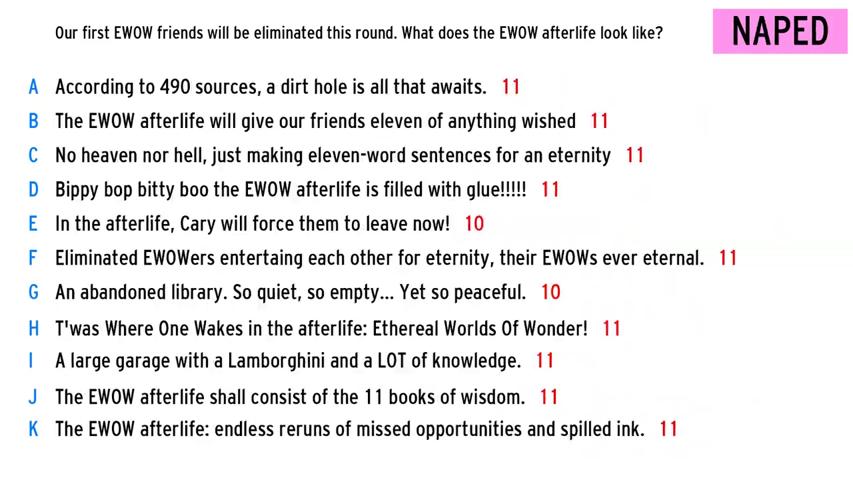 Our first EWOW friends will be eliminated this round. What does the EWOW afterlife look like?
NAPED
A According to 490 sources, a dirt hole is all that awaits. 11
B The EWOW afterlife will give our friends eleven of anything wished 11
C No heaven nor hell, just making eleven-word sentences for an eternity 11
D Bippy bop bitty boo the EWOW afterlife is filled with glue!!!!! 11
E In the afterlife, Cary will force them to leave now! 10
F Eliminated EWOWers entertaing each other for eternity, their EWOWs ever eternal. 11
G An abandoned library. So quiet, so empty... Yet so peaceful. 10
H T'was Where One Wakes in the afterlife: Ethereal Worlds Of Wonder! 11
I A large garage with a Lamborghini and a LOT of knowledge. 11
J The EWOW afterlife shall consist of the 11 books of wisdom. 11
K The EWOW afterlife: endless reruns of missed opportunities and spilled ink. 11